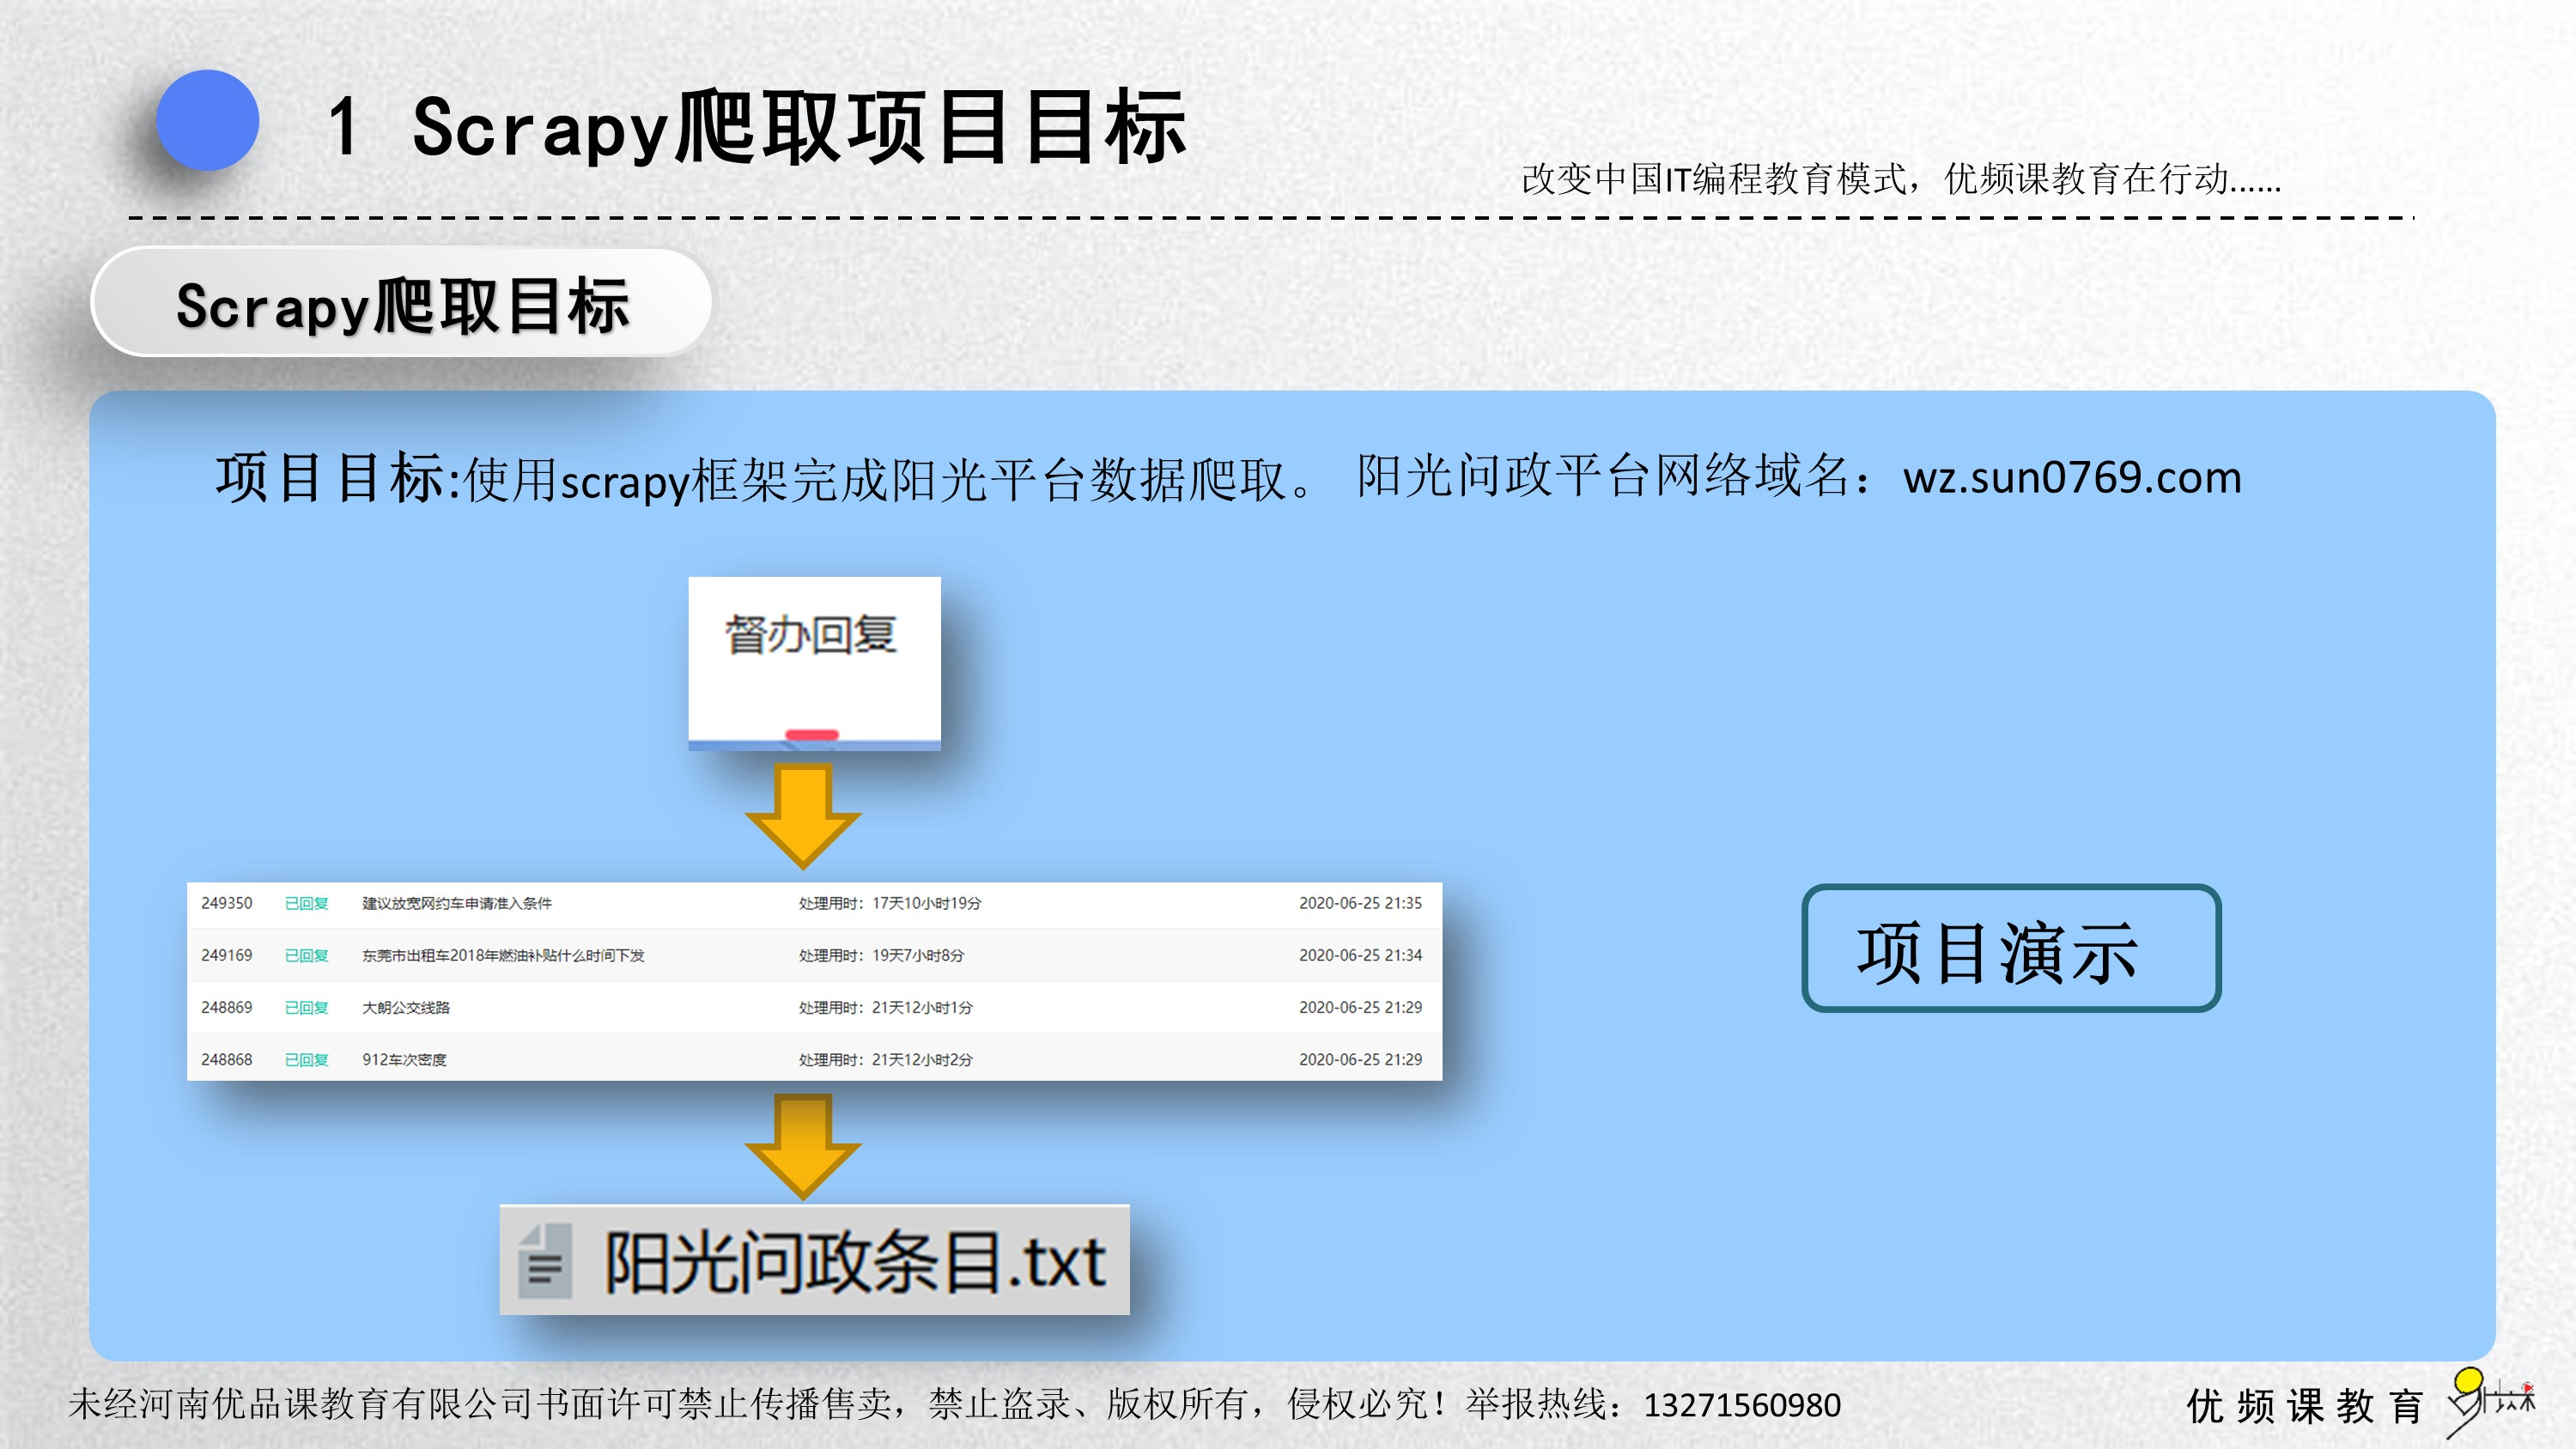 1 Scrapy爬取项目目标
改变中国IT编程教育模式，优频课教育在行动......
Scrapy爬取目标
项目目标:使用scrapy框架完成阳光平台数据爬取。 阳光问政平台网络域名：wz.sun0769.com
督办回复
249350 已回复 建议放宽网约车申请准入条件 处理用时：17天10小时19分 2020-06-25 21:35
249169 已回复 东莞市出租车2018年燃油补贴什么时间下发 处理用时：19天7小时8分 2020-06-25 21:34
248869 已回复 大朗公交线路 处理用时：21天12小时1分 2020-06-25 21:29
248868 已回复 912车次密度 处理用时：21天12小时2分 2020-06-25 21:29
项目演示
阳光问政条目.txt
未经河南优品课教育有限公司书面许可禁止传播售卖，禁止盗录、版权所有，侵权必究！举报热线：13271560980
优频课教育